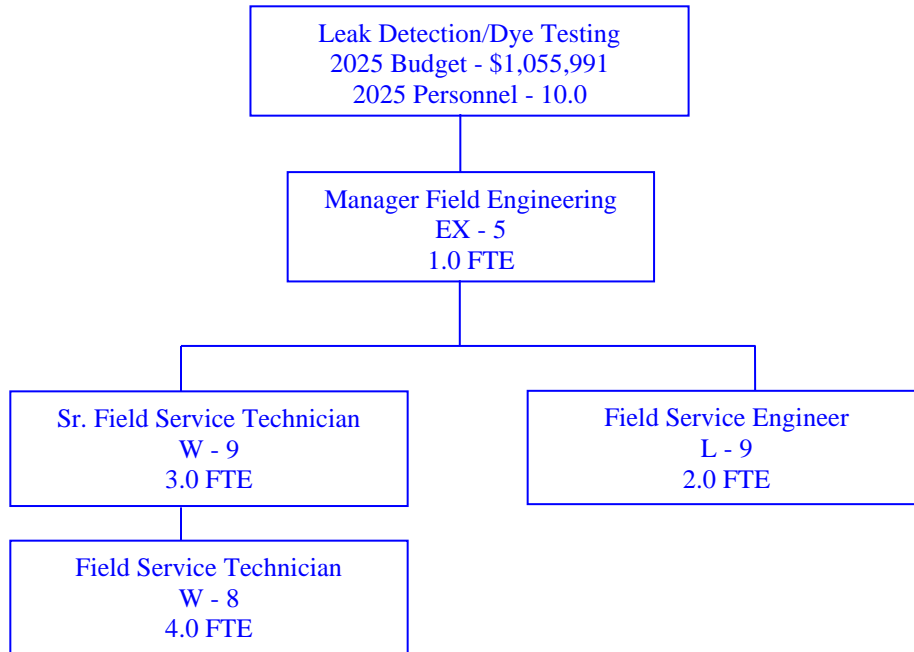 Leak Detection/Dye Testing
2025 Budget - $1,055,991
2025 Personnel - 10.0
Manager Field Engineering
EX - 5
1.0 FTE
Sr. Field Service Technician
W - 9
3.0 FTE
Field Service Engineer
L - 9
2.0 FTE
Field Service Technician
W - 8
4.0 FTE